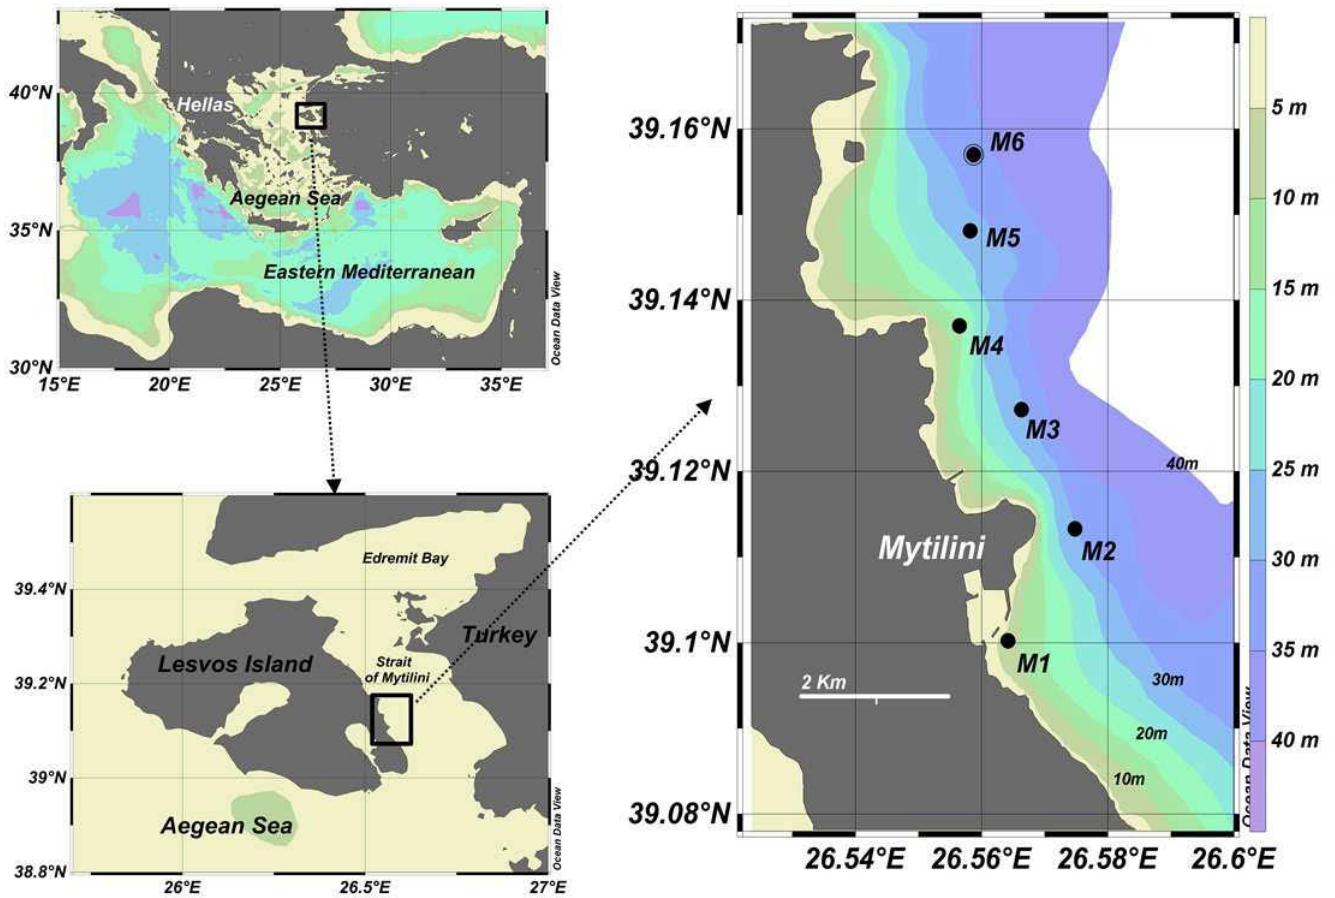 40°N
35°N
30°N
15°E
20°E
25°E
30°E
35°E
Hellas
Aegean Sea
Eastern Mediterranean
Ocean Data View
39.4°N
39.2°N
39°N
38.8°N
26°E
26.5°E
27°E
Edremit Bay
Turkey
Lesvos Island
Strait
of Mytilini
Aegean Sea
Ocean Data View
39.16°N
39.14°N
39.12°N
39.1°N
39.08°N
26.54°E
26.56°E
26.58°E
26.6°E
M6
M5
M4
M3
40m
M2
Mytilini
M1
2 Km
30m
20m
10m
Ocean Data View
5 m
10 m
15 m
20 m
25 m
30 m
35 m
40 m